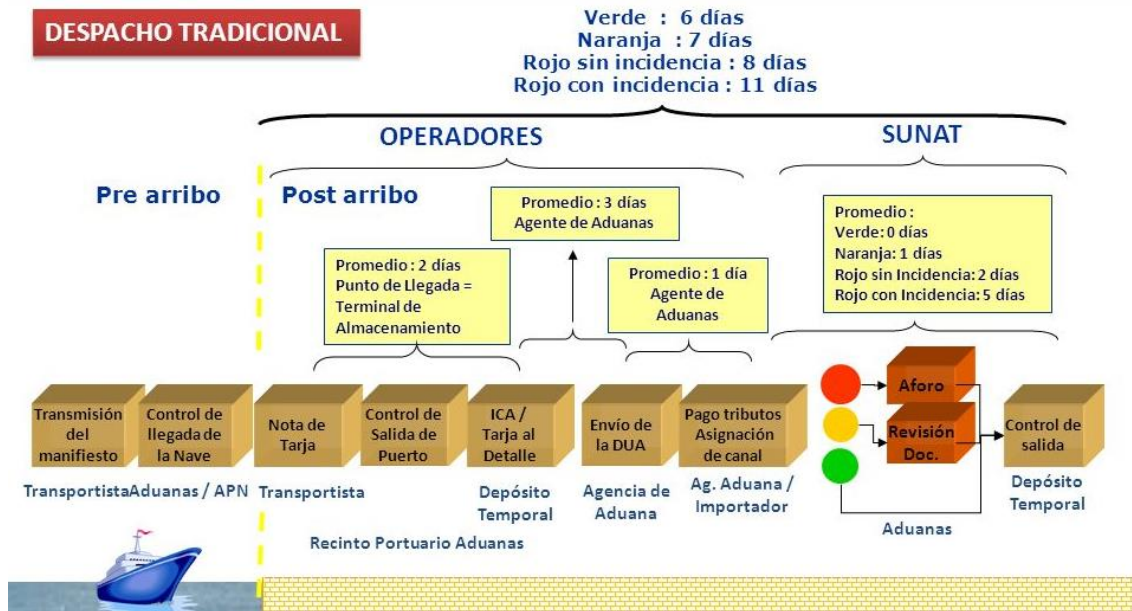 DESPACHO TRADICIONAL
Verde : 6 días
Naranja : 7 días
Rojo sin incidencia : 8 días
Rojo con incidencia : 11 días
OPERADORES
SUNAT
Pre arribo
Post arribo
Promedio : 3 días
Agente de Aduanas
Promedio : 2 días
Punto de Llegada =
Terminal de
Almacenamiento
Promedio : 1 día
Agente de
Aduanas
Promedio :
Verde: 0 días
Naranja: 1 días
Rojo sin Incidencia: 2 días
Rojo con Incidencia: 5 días
Transmisión
del
manifiesto
Control de
llegada de
la Nave
Nota de
Tarja
Control de
Salida de
Puerto
ICA /
Tarja al
Detalle
Envío de
la DUA
Pago tributos
Asignación
de canal
Aforo
Revisión
Doc.
Control de
salida
Transportista
Aduanas / APN
Transportista
Depósito
Temporal
Agencia de
Aduana
Ag. Aduana /
Importador
Aduanas
Depósito
Temporal
Recinto Portuario Aduanas